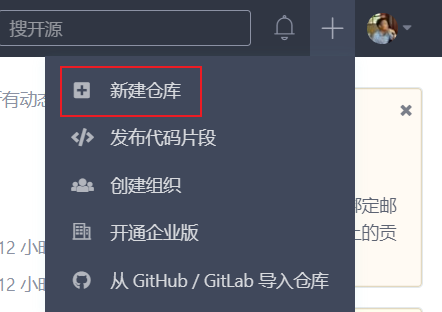 搜开源
新建仓库
有动态
发布代码片段
创建组织
绑定邮
开通企业版
上的贡
12 小时
12 小时
从 GitHub / GitLab 导入仓库